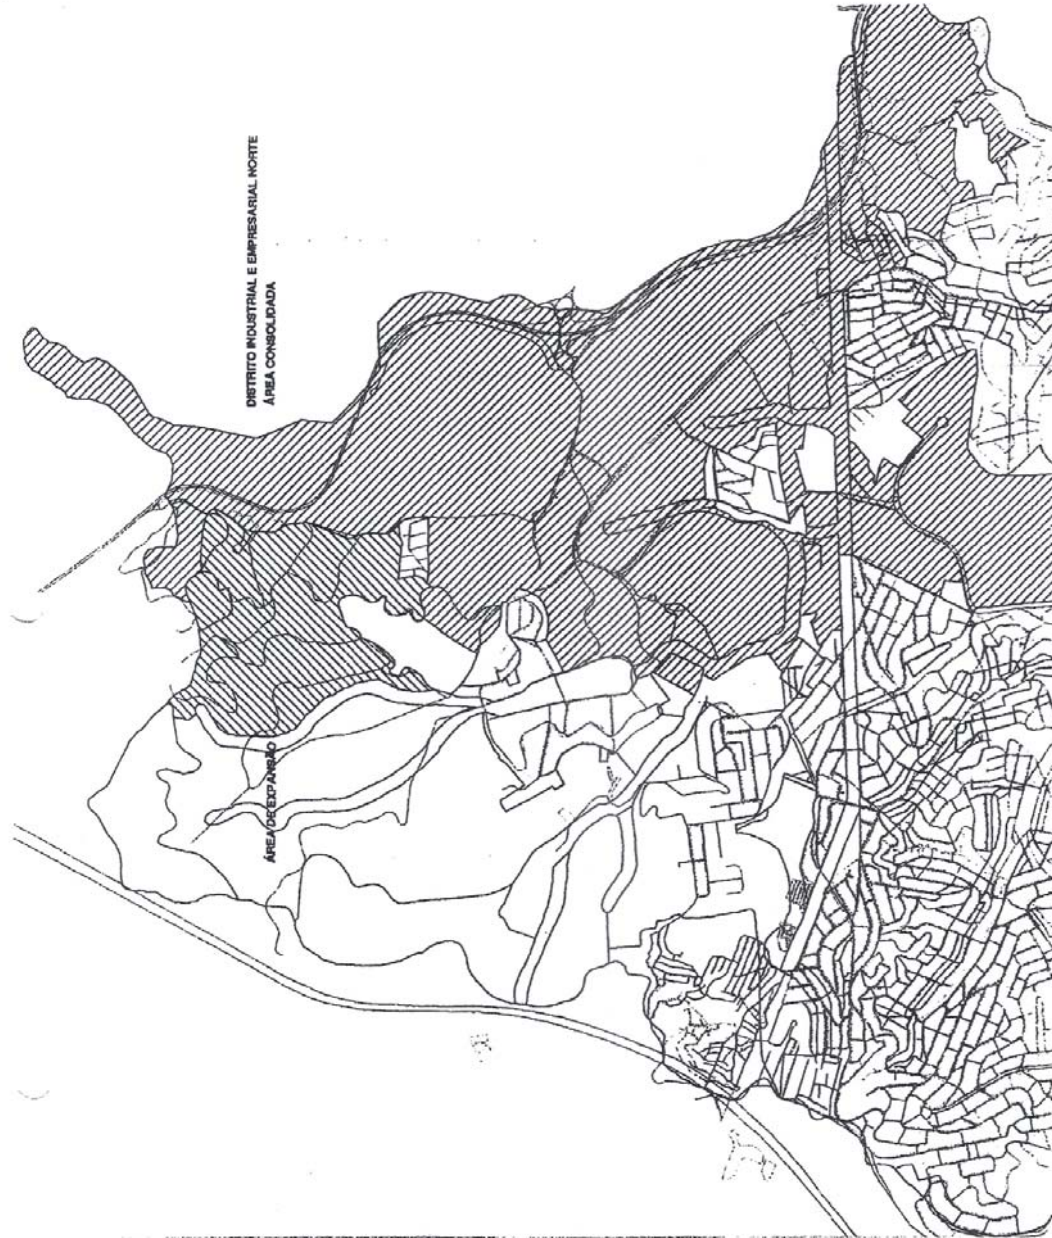 DISTRITO INDUSTRIAL E EMPRESARIAL NORTE
ÁREA CONSOLIDADA
ÁREA DE EXPANSÃO